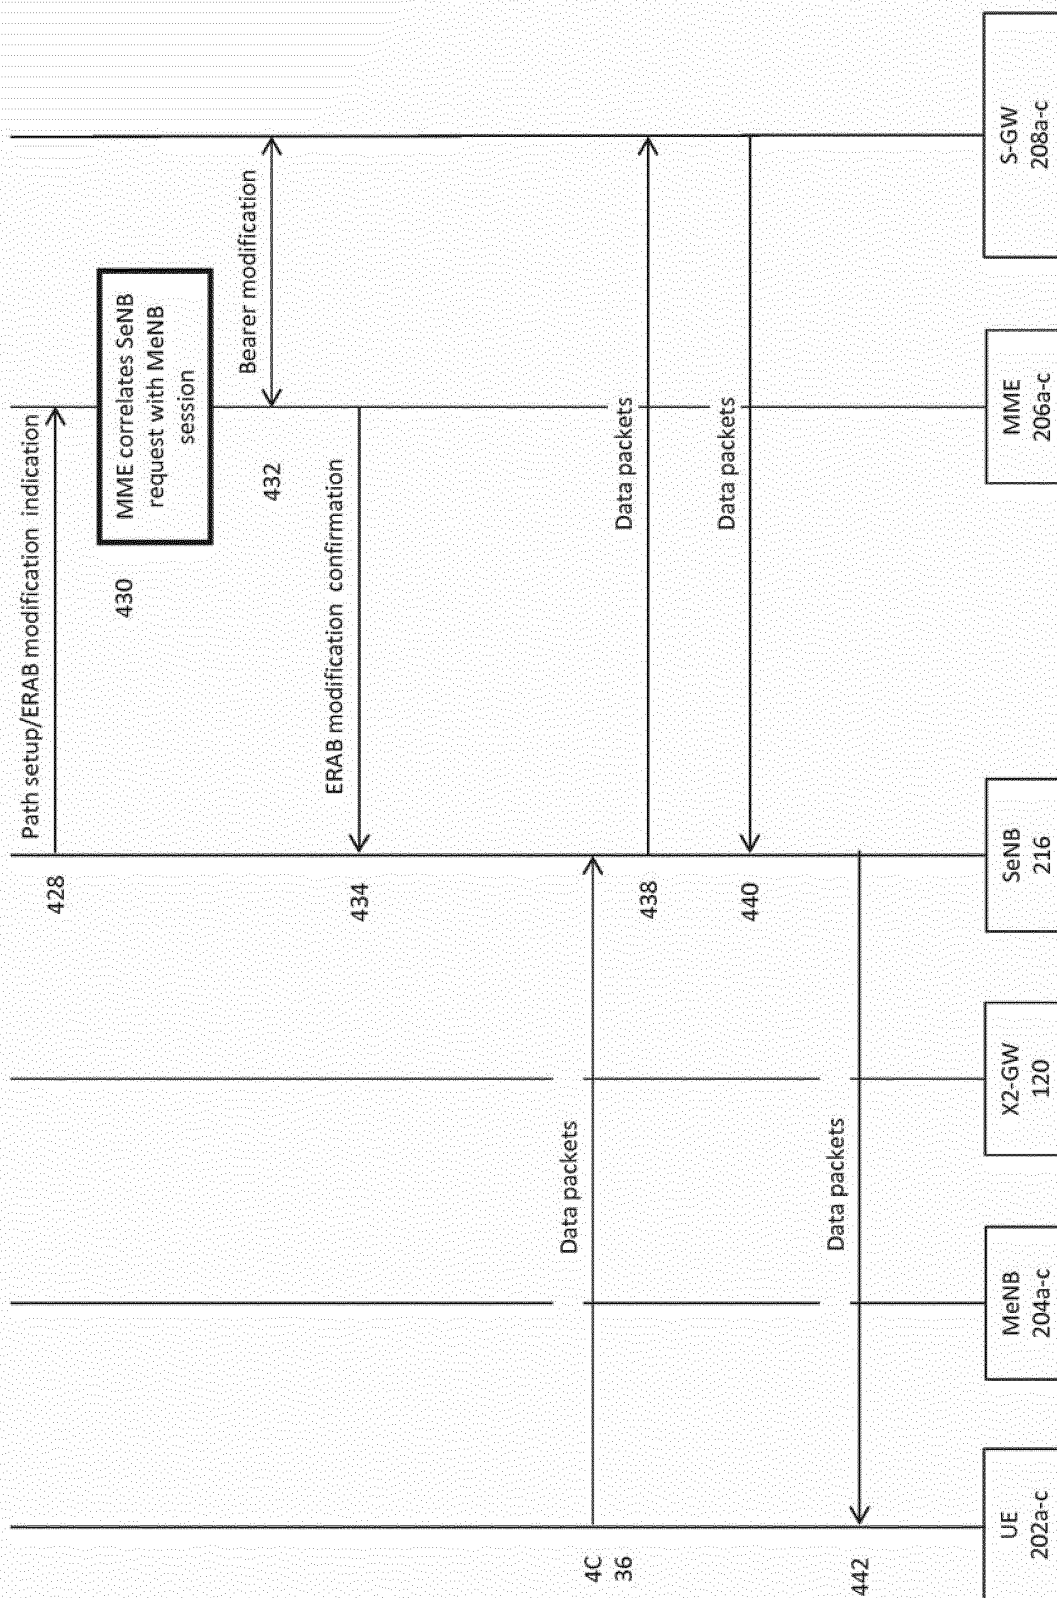 Path setup/ERAB modification indication
428
MME correlates SeNB
request with MeNB
session
430
Bearer modification
432
ERAB modification confirmation
434
Data packets
4C
36
Data packets
438
Data packets
440
Data packets
442
UE
202a-c
MeNB
204a-c
X2-GW
120
SeNB
216
MME
206a-c
S-GW
208a-c